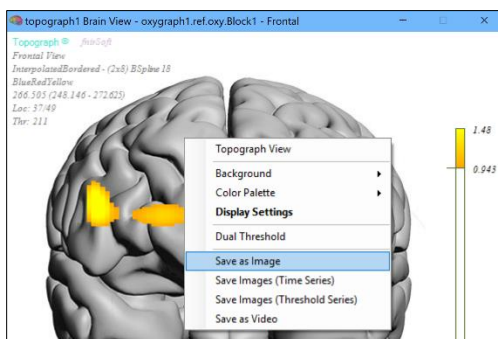 topograph1 Brain View - oxygraph1.ref.oxy.Block1 - Frontal
Topograph ® fnirSoft
Frontal View
InterpolatedBordered - (2x8) BSpline 18
BlueRedYellow
266.505 (248.146 - 272.625)
Loc: 37/49
Thr: 211
1.48
0.943
Topograph View
Background
Color Palette
Display Settings
Dual Threshold
Save as Image
Save Images (Time Series)
Save Images (Threshold Series)
Save as Video